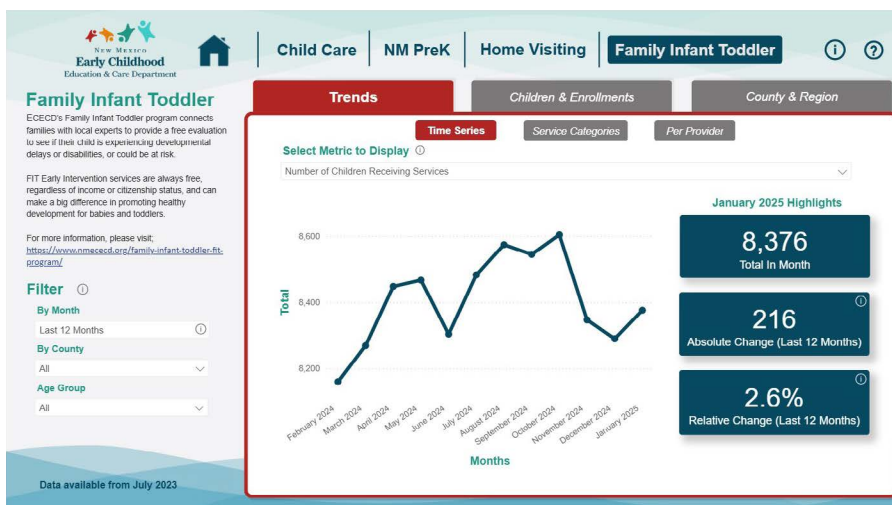 New Mexico
Early Childhood
Education & Care Department
Child Care
NM PreK
Home Visiting
Family Infant Toddler
Family Infant Toddler
ECECD's Family Infant Toddler program connects
families with local experts to provide a free evaluation
to see if their child is experiencing developmental
delays or disabilities, or could be at risk.
FIT Early Intervention services are always free,
regardless of income or citizenship status, and can
make a big difference in promoting healthy
development for babies and toddlers.
For more information, please visit;
https://www.nmececd.org/family-infant-toddler-fit-
program/
Filter
By Month
Last 12 Months
By County
All
Age Group
All
Data available from July 2023
Trends
Children & Enrollments
County & Region
Time Series
Service Categories
Per Provider
Select Metric to Display
Number of Children Receiving Services
Total
8,600
8,400
8,200
February 2024
March 2024
April 2024
May 2024
June 2024
July 2024
August 2024
September 2024
October 2024
November 2024
December 2024
January 2025
Months
January 2025 Highlights
8,376
Total In Month
216
Absolute Change (Last 12 Months)
2.6%
Relative Change (Last 12 Months)